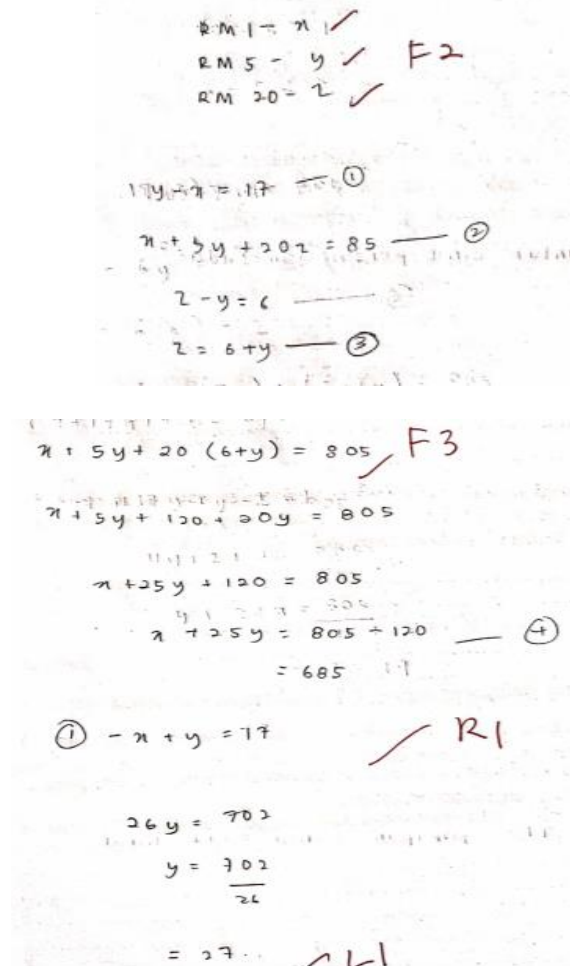 RM 1 - x
RM 5 - y F2
RM 20 - z
y - x = 17 — ①
x + 5y + 20z = 85 — ②
z - y = 6
z = 6 + y — ③
x + 5y + 20 (6+y) = 805 F3
x + 5y + 120 + 20y = 805
x + 25y + 120 = 805
x + 25y = 805 - 120 — ④
= 685
① - x + y = 17 R1
26y = 702
y = 702
26
= 27